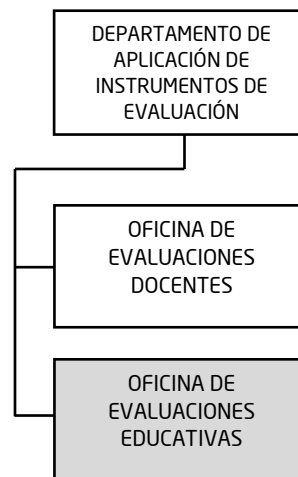 DEPARTAMENTO DE
APLICACIÓN DE
INSTRUMENTOS DE
EVALUACIÓN
OFICINA DE
EVALUACIONES
DOCENTES
OFICINA DE
EVALUACIONES
EDUCATIVAS